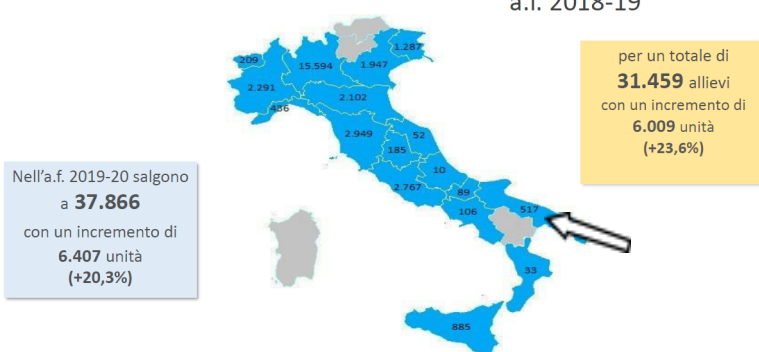 a.f. 2018-19
per un totale di
31.459 allievi
con un incremento di
6.009 unità
(+23,6%)
1.287
209
15.594
1.947
2.291
2.102
436
2.949
52
185
10
2.767
89
106
517
33
885
Nell'a.f. 2019-20 salgono
a 37.866
con un incremento di
6.407 unità
(+20,3%)